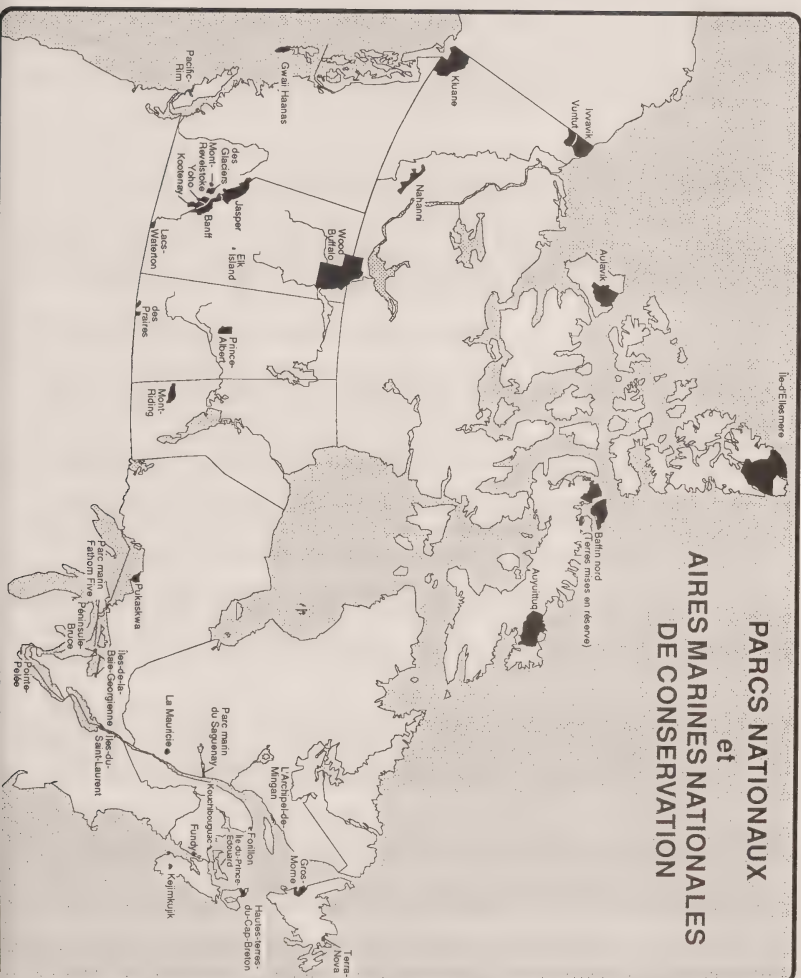 PARCS NATIONAUX
et
AIRES MARINES NATIONALES
DE CONSERVATION
Île-d'Ellesmere
Aulavik
Baffin nord
(Terres mises en réserve)
Auyuittuq
Ivvavik
Vuntut
Kluane
Nahanni
Wood
Buffalo
Gwaii Haanas
Pacific-
Rim
des
Glaciers
Mont-
Revelstoke
Yoho
Kootenay
Jasper
Banff
Lacs-
Waterton
Elk
Island
des
Prairies
Prince-
Albert
Mont-
Riding
Pukaskwa
Parc marin
Fathom Five
Péninsule-
Bruce
Îles-de-la-
Baie-Georgienne
Pointe-
Pelée
Îles-du-
Saint-Laurent
La Mauricie
Parc marin
du Saguenay
L'Archipel-de-
Mingan
Forillon
Île du Prince
Édouard
Kouchibouguac
Fundy
Kejimkujik
Hautes-terres-
du-Cap-Breton
Gros-
Morne
Terra-
Nova